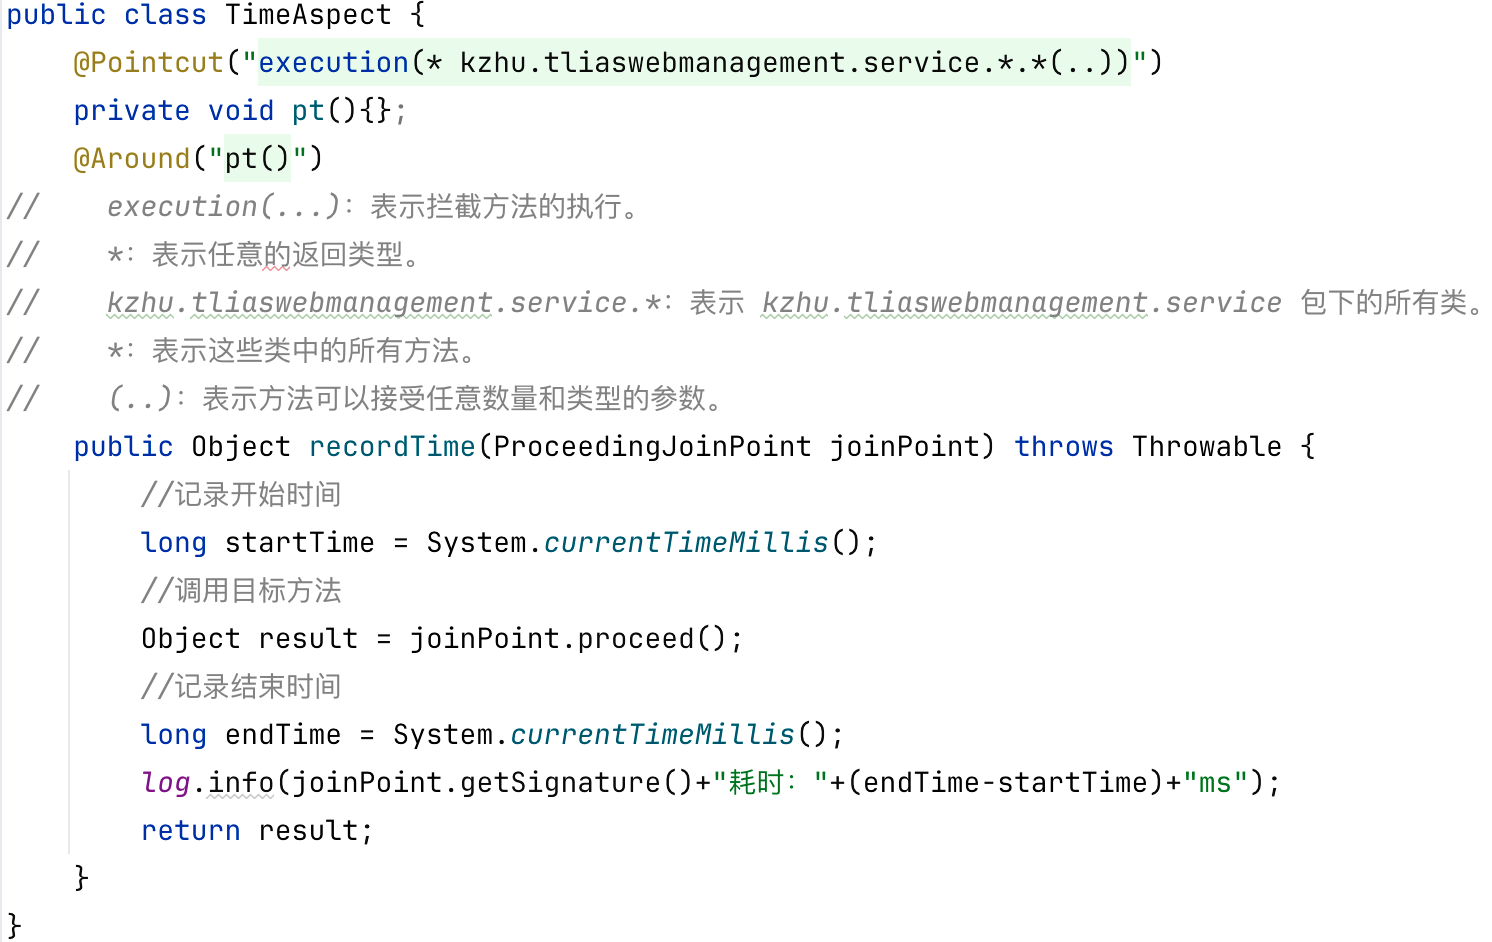 public class TimeAspect {
    @Pointcut("execution(* kzhu.tliaswebmanagement.service.*.*(..))")
    private void pt(){};
    @Around("pt()")
//    execution(...): 表示拦截方法的执行。
//    *: 表示任意的返回类型。
//    kzhu.tliaswebmanagement.service.*: 表示 kzhu.tliaswebmanagement.service 包下的所有类。
//    *: 表示这些类中的所有方法。
//    (..): 表示方法可以接受任意数量和类型的参数。
    public Object recordTime(ProceedingJoinPoint joinPoint) throws Throwable {
        //记录开始时间
        long startTime = System.currentTimeMillis();
        //调用目标方法
        Object result = joinPoint.proceed();
        //记录结束时间
        long endTime = System.currentTimeMillis();
        log.info(joinPoint.getSignature()+"耗时: "+(endTime-startTime)+"ms");
        return result;
    }
}